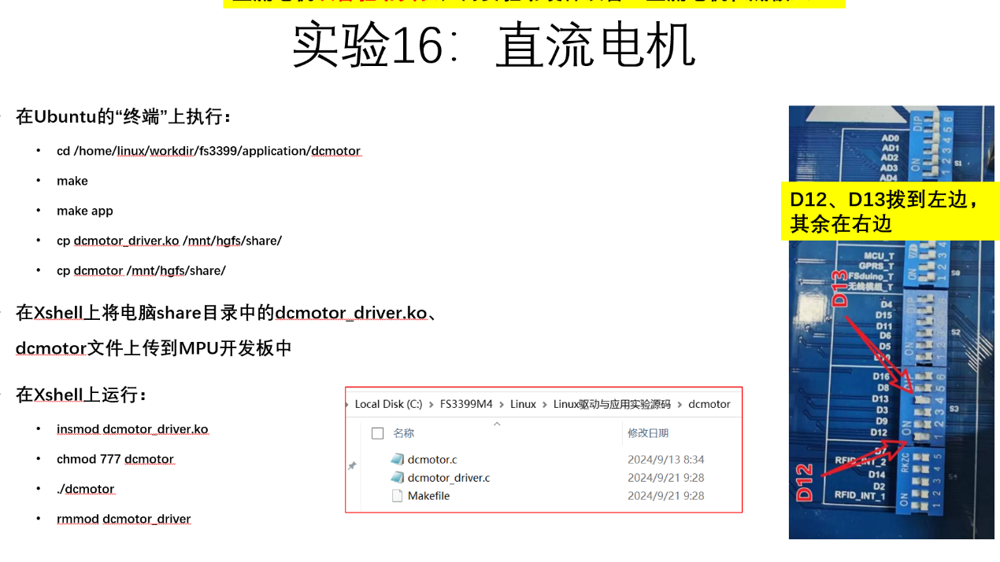 实验16： 直流电机
在Ubuntu的“终端”上执行：
• cd /home/linux/workdir/fs3399/application/dcmotor
• make
• make app
• cp dcmotor_driver.ko /mnt/hgfs/share/
• cp dcmotor /mnt/hgfs/share/
在Xshell上将电脑share目录中的dcmotor_driver.ko、
dcmotor文件上传到MPU开发板中
在Xshell上运行：
• insmod dcmotor_driver.ko
• chmod 777 dcmotor
• ./dcmotor
• rmmod dcmotor_driver
Local Disk (C:) > FS3399M4 > Linux > Linux驱动与应用实验源码 > dcmotor
名称 修改日期
dcmotor.c 2024/9/13 8:34
dcmotor_driver.c 2024/9/21 9:28
Makefile 2024/9/21 9:28
AD0
AD1
AD2
AD3
AD4
DIP
ON
1 2 3 4 5 6
S1
D12、D13拨到左边，
其余在右边
MCU_T
GPRS_T
FSduino_T
无线模组_T
ON
1 2 3 4
D13
D4
D15
D11
D6
D5
DIP
ON
S2
D16
D8
D13
D3
D9
D12
ON
1 2 3 4 5 6
S3
D12
D7
RFID_INT_2
D14
D2
RFID_INT_1
ON
1 2 3 4 5